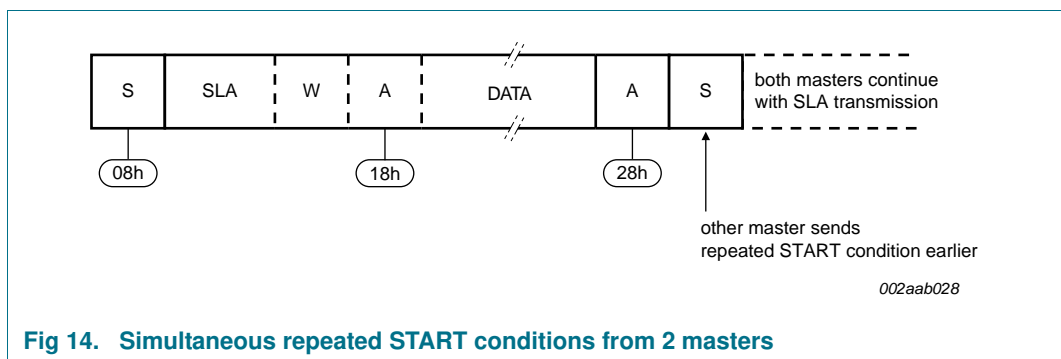 S SLA W A DATA A S
both masters continue
with SLA transmission
08h 18h 28h
other master sends
repeated START condition earlier
002aab028
Fig 14. Simultaneous repeated START conditions from 2 masters